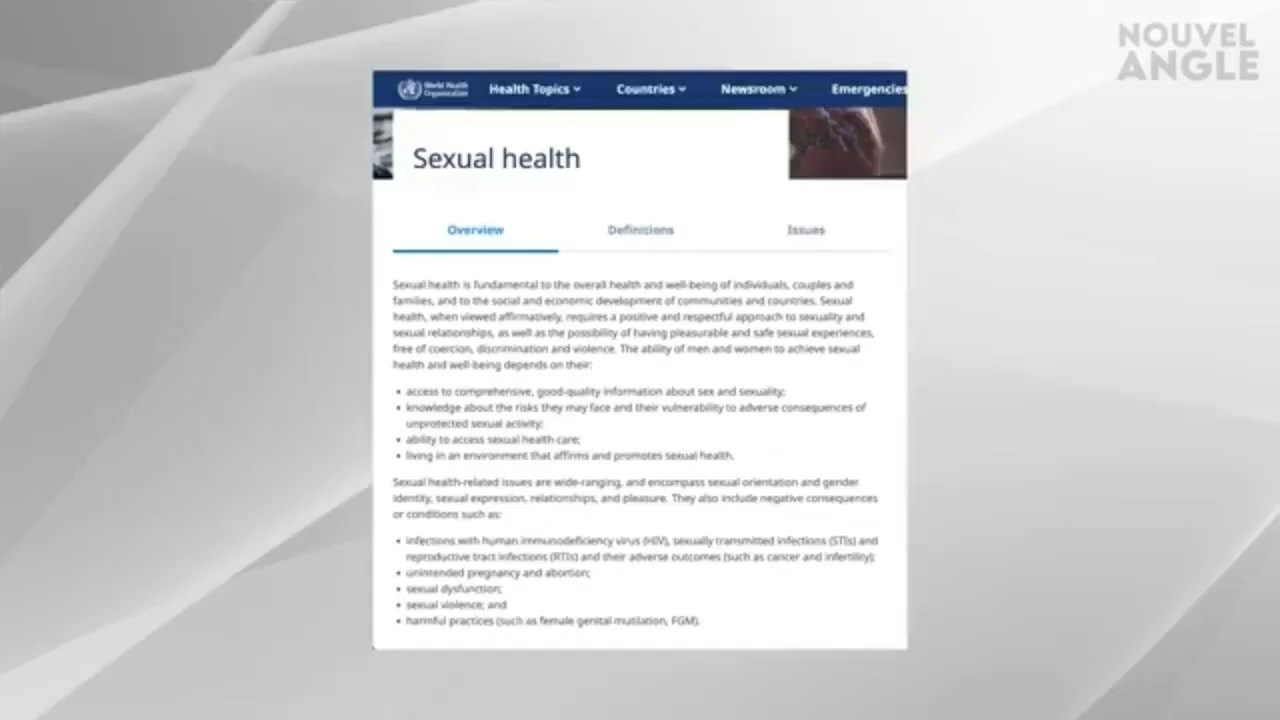 NOUVEL
ANGLE
World Health
Organization
Health Topics
Countries
Newsroom
Emergencies
Sexual health
Overview
Definitions
Issues
Sexual health is fundamental to the overall health and well-being of individuals, couples and
families, and to the social and economic development of communities and countries. Sexual
health, when viewed affirmatively, requires a positive and respectful approach to sexuality and
sexual relationships, as well as the possibility of having pleasurable and safe sexual experiences,
free of coercion, discrimination and violence. The ability of men and women to achieve sexual
health and well-being depends on their:
• access to comprehensive, good-quality information about sex and sexuality;
• knowledge about the risks they may face and their vulnerability to adverse consequences of
unprotected sexual activity;
• ability to access sexual health care;
• living in an environment that affirms and promotes sexual health.
Sexual health-related issues are wide-ranging, and encompass sexual orientation and gender
identity, sexual expression, relationships, and pleasure. They also include negative consequences
or conditions such as:
• infections with human immunodeficiency virus (HIV), sexually transmitted infections (STIs) and
reproductive tract infections (RTIs) and their adverse outcomes (such as cancer and infertility);
• unintended pregnancy and abortion;
• sexual dysfunction;
• sexual violence; and
• harmful practices (such as female genital mutilation, FGM).